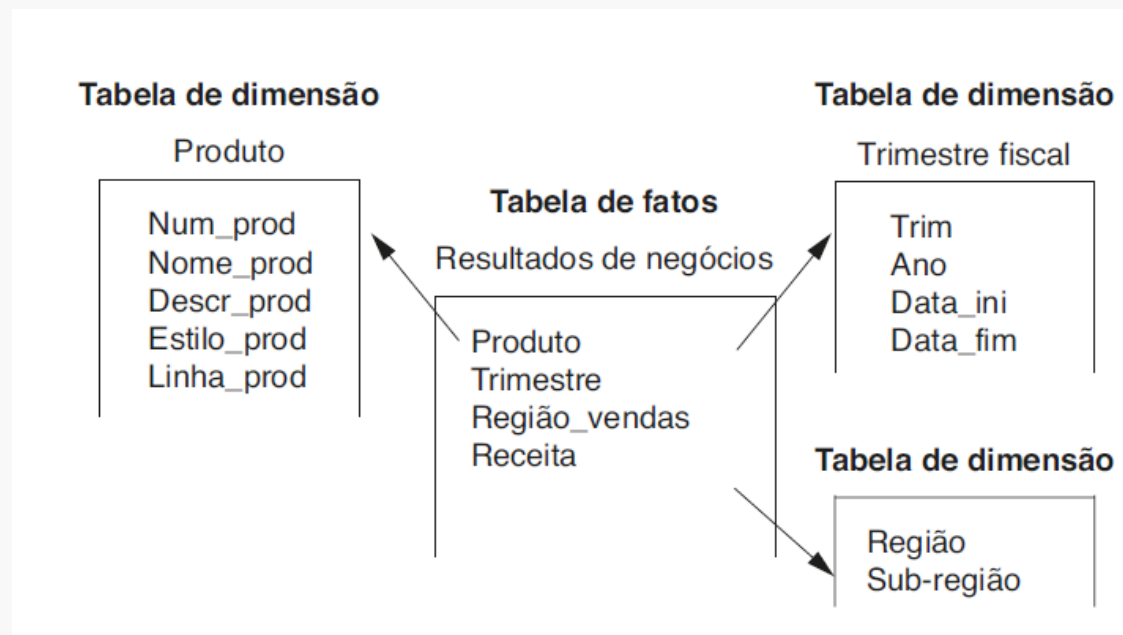 Tabela de dimensão
Produto
Num_prod
Nome_prod
Descr_prod
Estilo_prod
Linha_prod
Tabela de fatos
Resultados de negócios
Produto
Trimestre
Região_vendas
Receita
Tabela de dimensão
Trimestre fiscal
Trim
Ano
Data_ini
Data_fim
Tabela de dimensão
Região
Sub-região